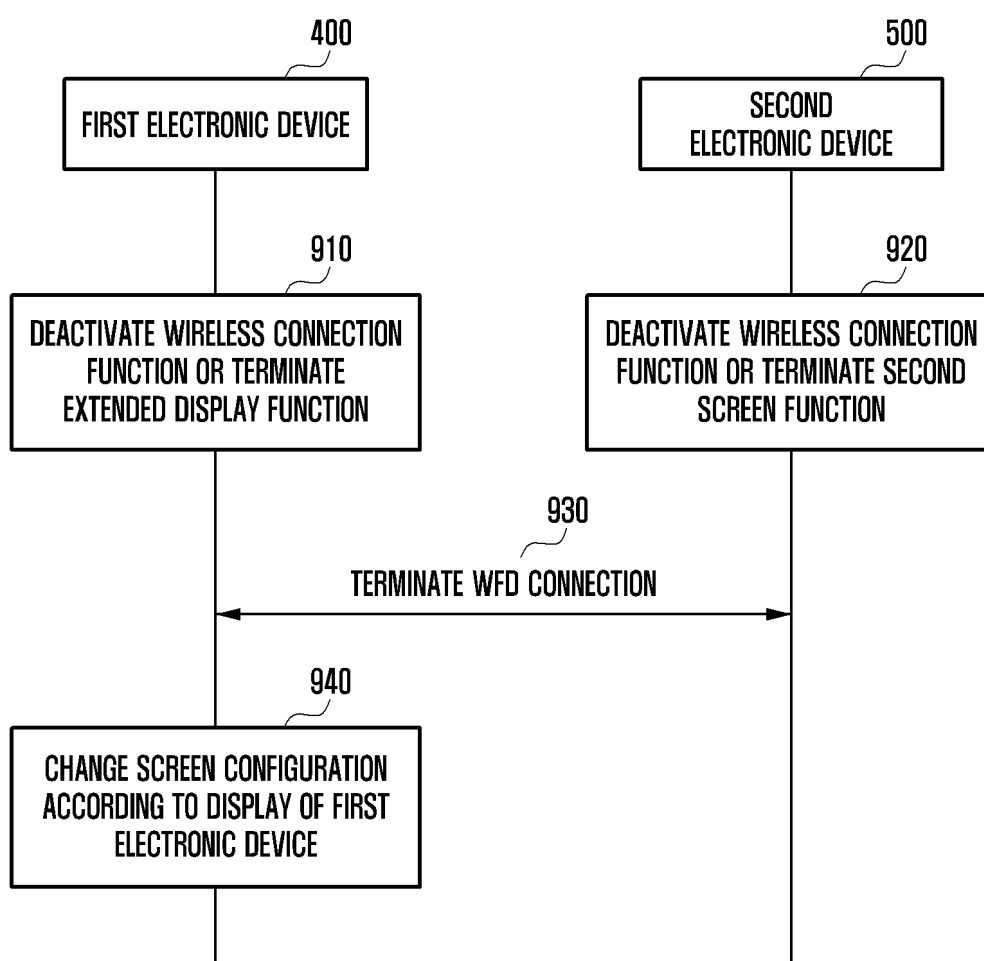 400
FIRST ELECTRONIC DEVICE
500
SECOND
ELECTRONIC DEVICE
910
DEACTIVATE WIRELESS CONNECTION
FUNCTION OR TERMINATE
EXTENDED DISPLAY FUNCTION
920
DEACTIVATE WIRELESS CONNECTION
FUNCTION OR TERMINATE SECOND
SCREEN FUNCTION
930
TERMINATE WFD CONNECTION
940
CHANGE SCREEN CONFIGURATION
ACCORDING TO DISPLAY OF FIRST
ELECTRONIC DEVICE